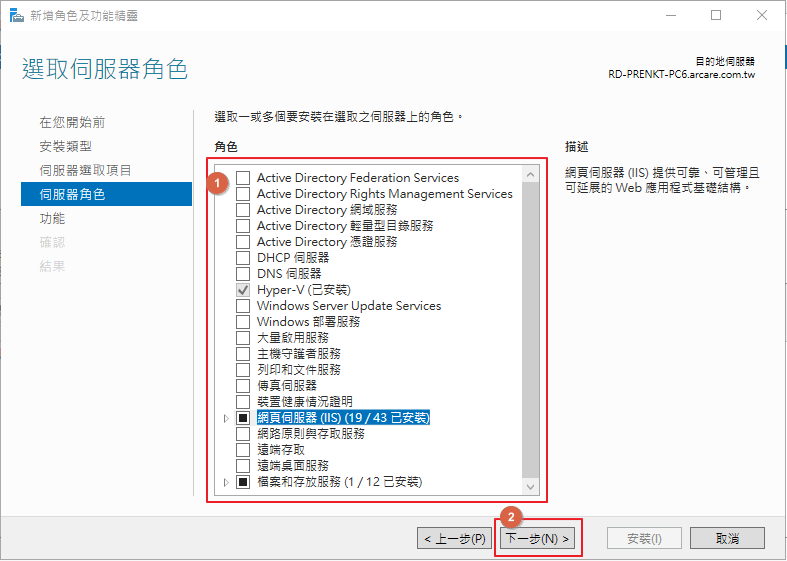 新增角色及功能精靈
選取伺服器角色
目的地伺服器
RD-PRENKT-PC6.arcare.com.tw
在您開始前
安裝類型
伺服器選取項目
伺服器角色
功能
確認
結果
選取一或多個要安裝在選取之伺服器上的角色。
角色
1
Active Directory Federation Services
Active Directory Rights Management Services
Active Directory 網域服務
Active Directory 輕量型目錄服務
Active Directory 憑證服務
DHCP 伺服器
DNS 伺服器
Hyper-V (已安裝)
Windows Server Update Services
Windows 部署服務
大量啟用服務
主機守護者服務
列印和文件服務
傳真伺服器
裝置健康情況證明
網頁伺服器 (IIS) (19 / 43 已安裝)
網路原則與存取服務
遠端存取
遠端桌面服務
檔案和存放服務 (1 / 12 已安裝)
描述
網頁伺服器 (IIS) 提供可靠、可管理且
可延展的 Web 應用程式基礎結構。
2
< 上一步(P)
下一步(N) >
安裝(I)
取消